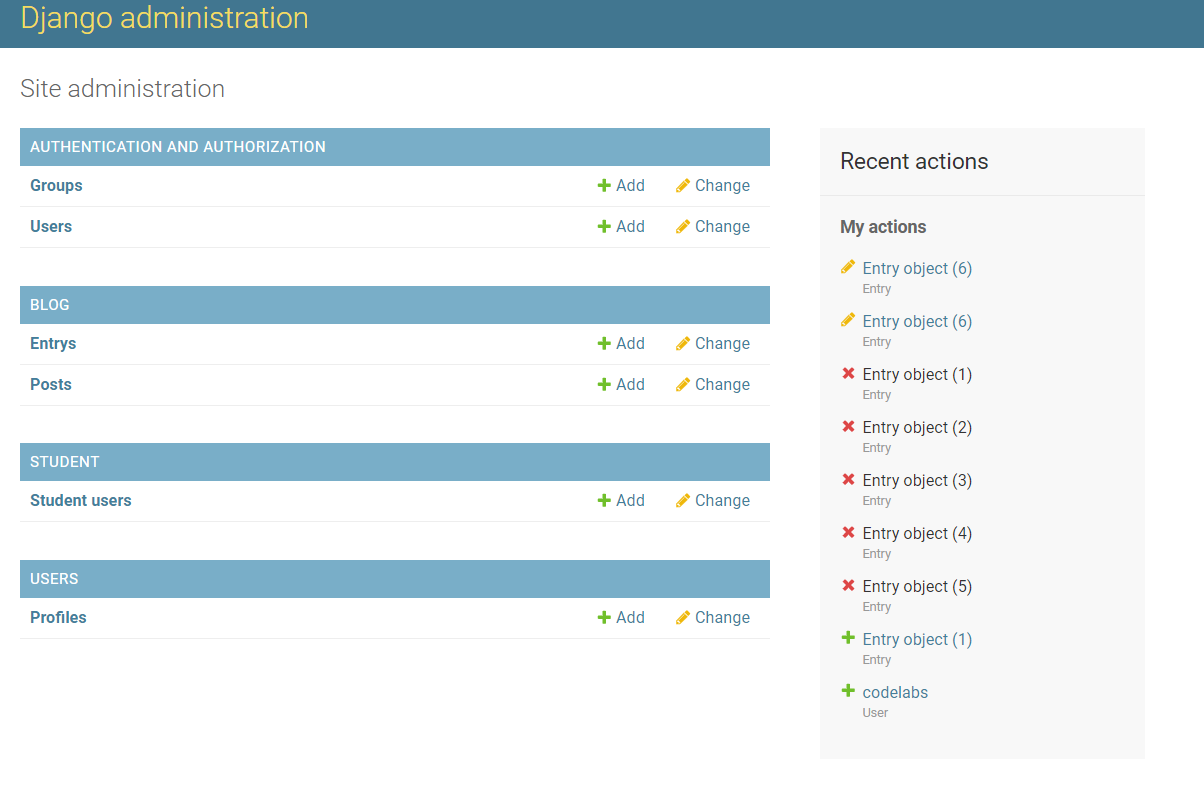 Django administration
Site administration
AUTHENTICATION AND AUTHORIZATION
Groups Add Change
Users Add Change
BLOG
Entrys Add Change
Posts Add Change
STUDENT
Student users Add Change
USERS
Profiles Add Change
Recent actions
My actions
Entry object (6)
Entry
Entry object (6)
Entry
Entry object (1)
Entry
Entry object (2)
Entry
Entry object (3)
Entry
Entry object (4)
Entry
Entry object (5)
Entry
Entry object (1)
Entry
codelabs
User